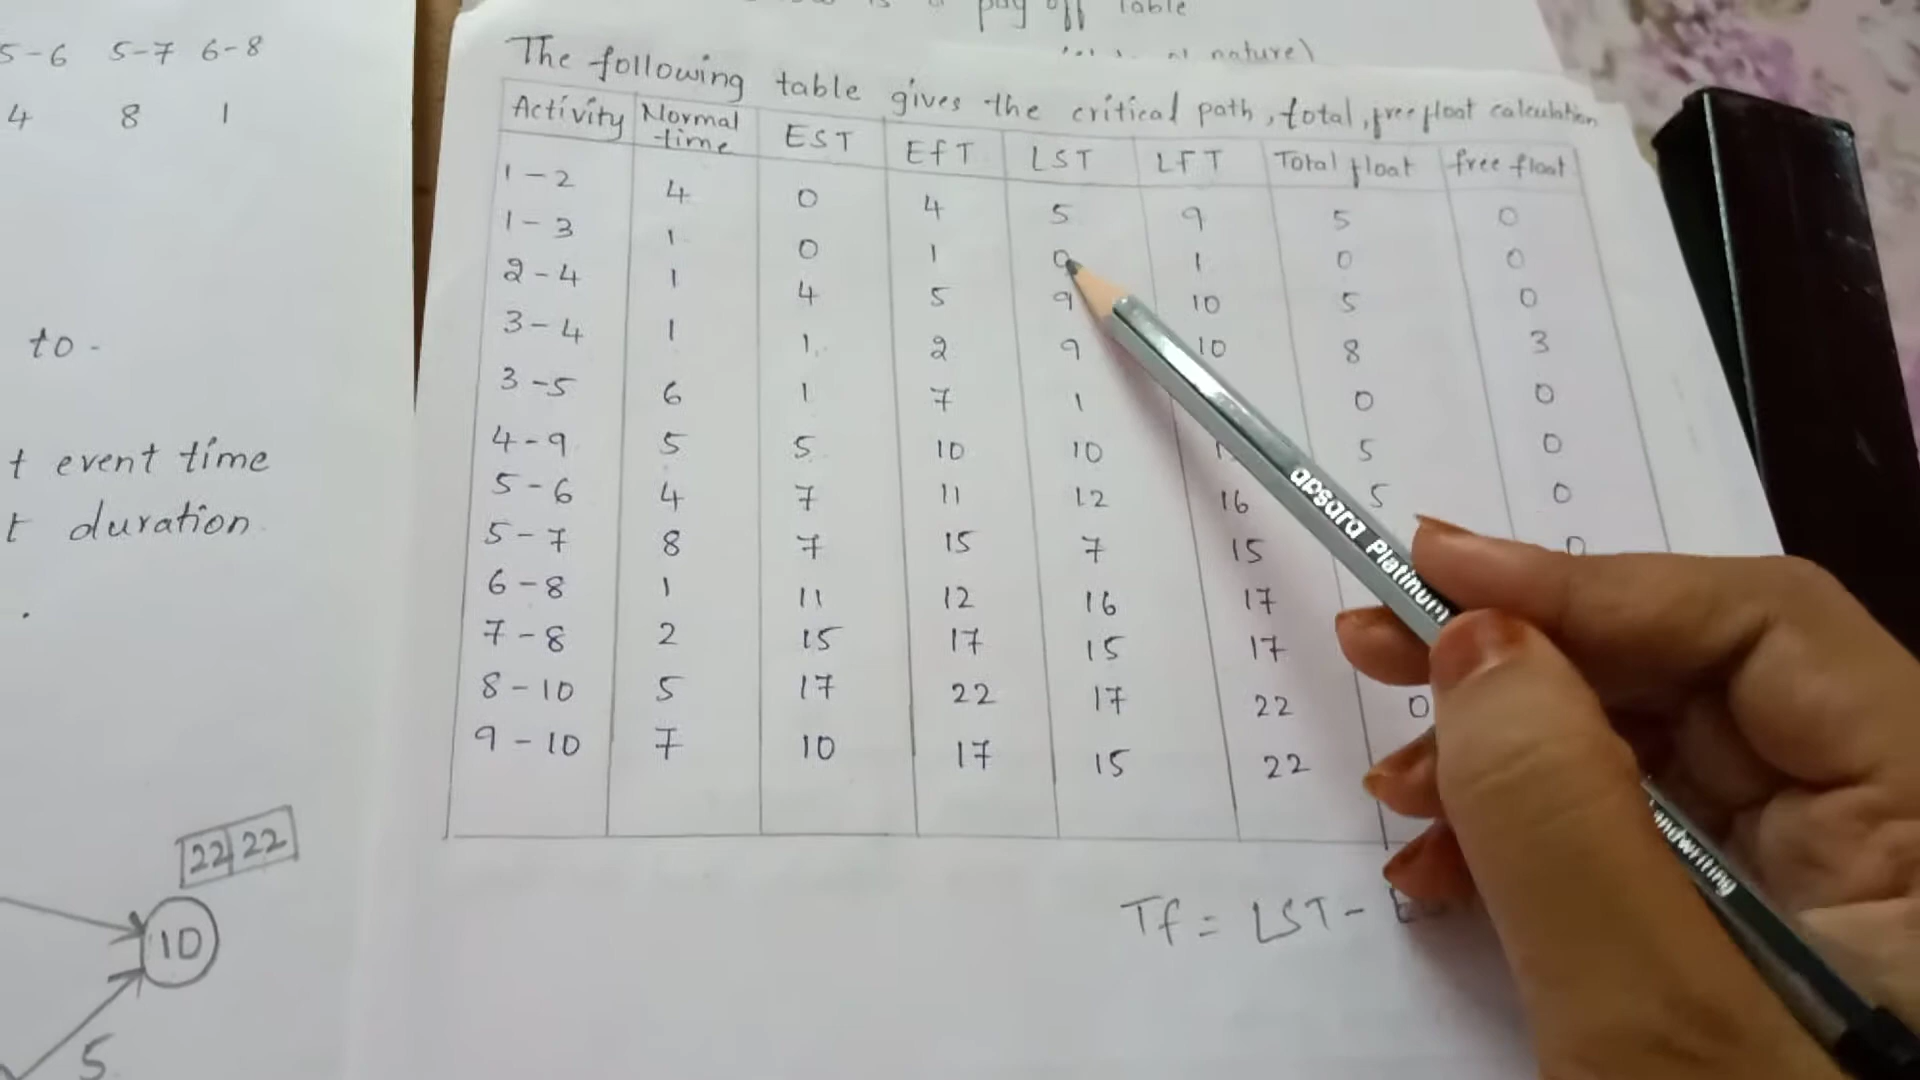 5-6 5-7 6-8
4 8 1
to -
t event time
t duration
22 22
10
5
pay off Table
nature)
The following table gives the critical path, total, free float calculation
Activity Normal time EST EfT LST LFT Total float free float
1-2 4 0 4 5 9 5 0
1-3 1 0 1 0 1 0 0
2-4 1 4 5 9 10 5 0
3-4 1 1 2 9 10 8 3
3-5 6 1 7 1 0 0
4-9 5 5 10 10 5 0
5-6 4 7 11 12 16 5 0
5-7 8 7 15 7 15 0
6-8 1 11 12 16 17
7-8 2 15 17 15 17
8-10 5 17 22 17 22 0
9-10 7 10 17 15 22
Tf = LST -
apsara Platinum